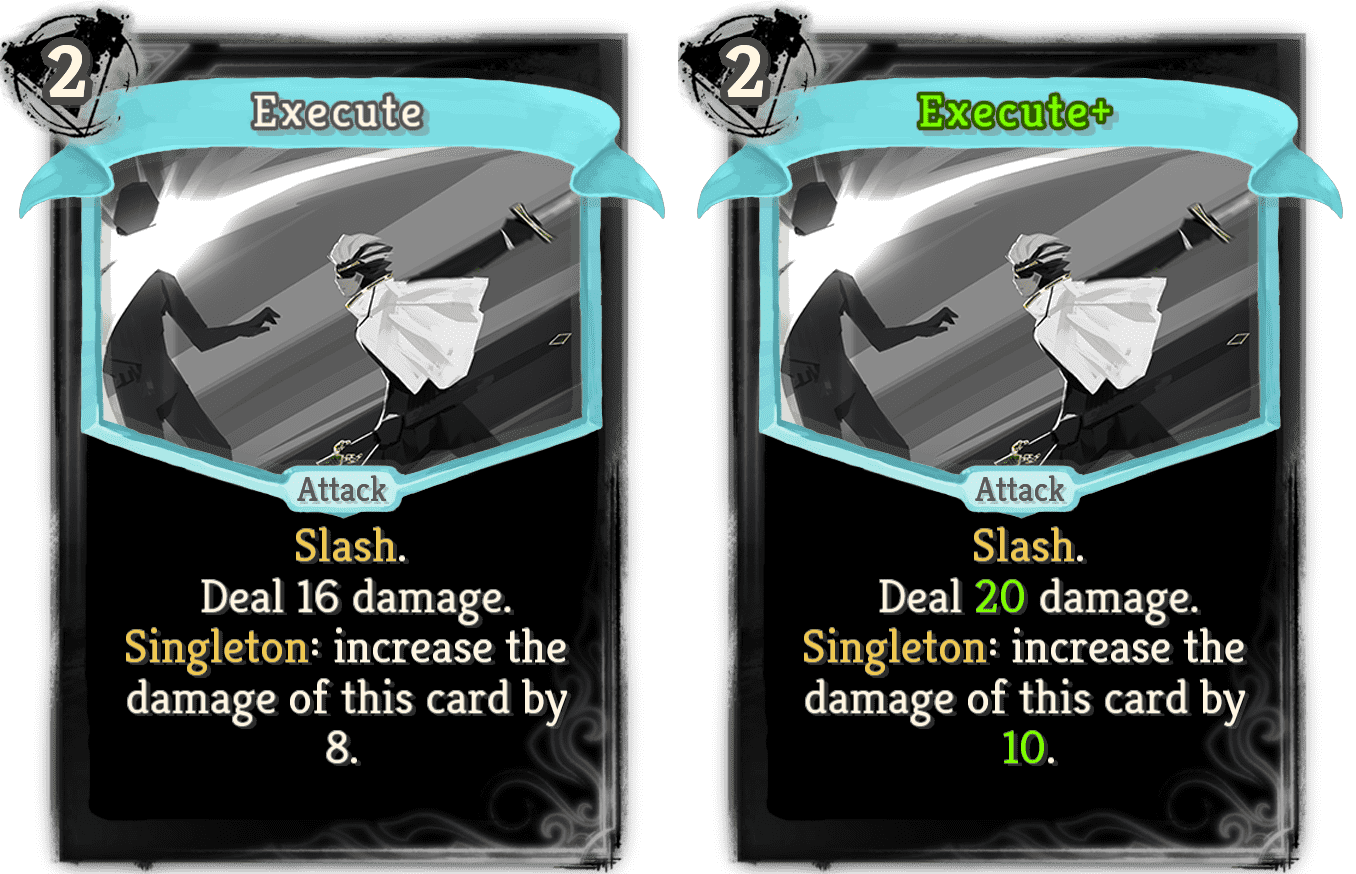 2
Execute
Attack
Slash.
Deal 16 damage.
Singleton: increase the
damage of this card by
8.
2
Execute+
Attack
Slash.
Deal 20 damage.
Singleton: increase the
damage of this card by
10.